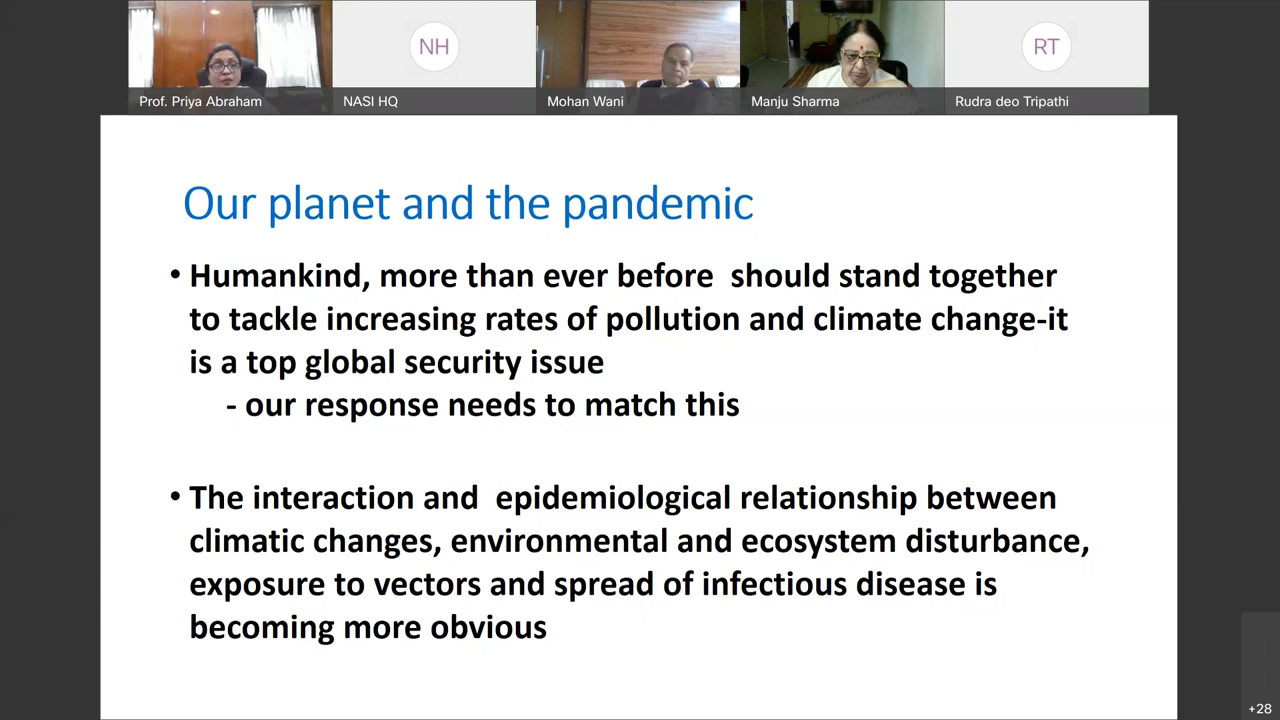 NH
RT
Prof. Priya Abraham
NASI HQ
Mohan Wani
Manju Sharma
Rudra deo Tripathi
Our planet and the pandemic
• Humankind, more than ever before  should stand together
to tackle increasing rates of pollution and climate change-it
is a top global security issue
- our response needs to match this
• The interaction and  epidemiological relationship between
climatic changes, environmental and ecosystem disturbance,
exposure to vectors and spread of infectious disease is
becoming more obvious
+28